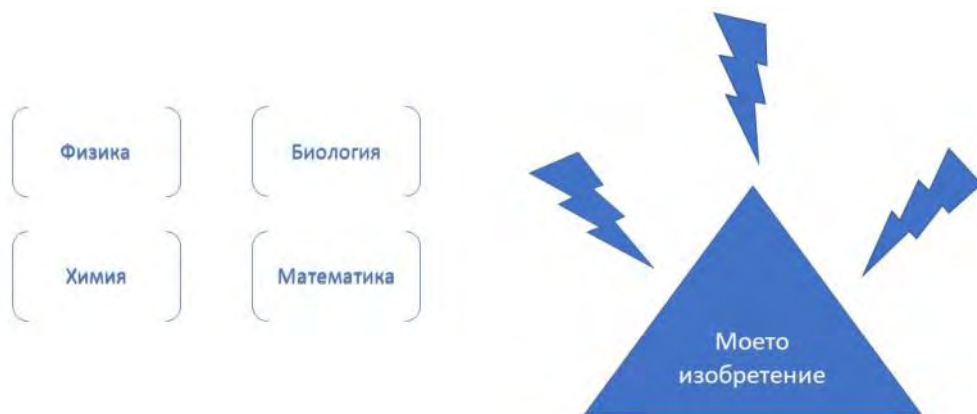 Физика
Биология
Химия
Математика
Моето
изобретение